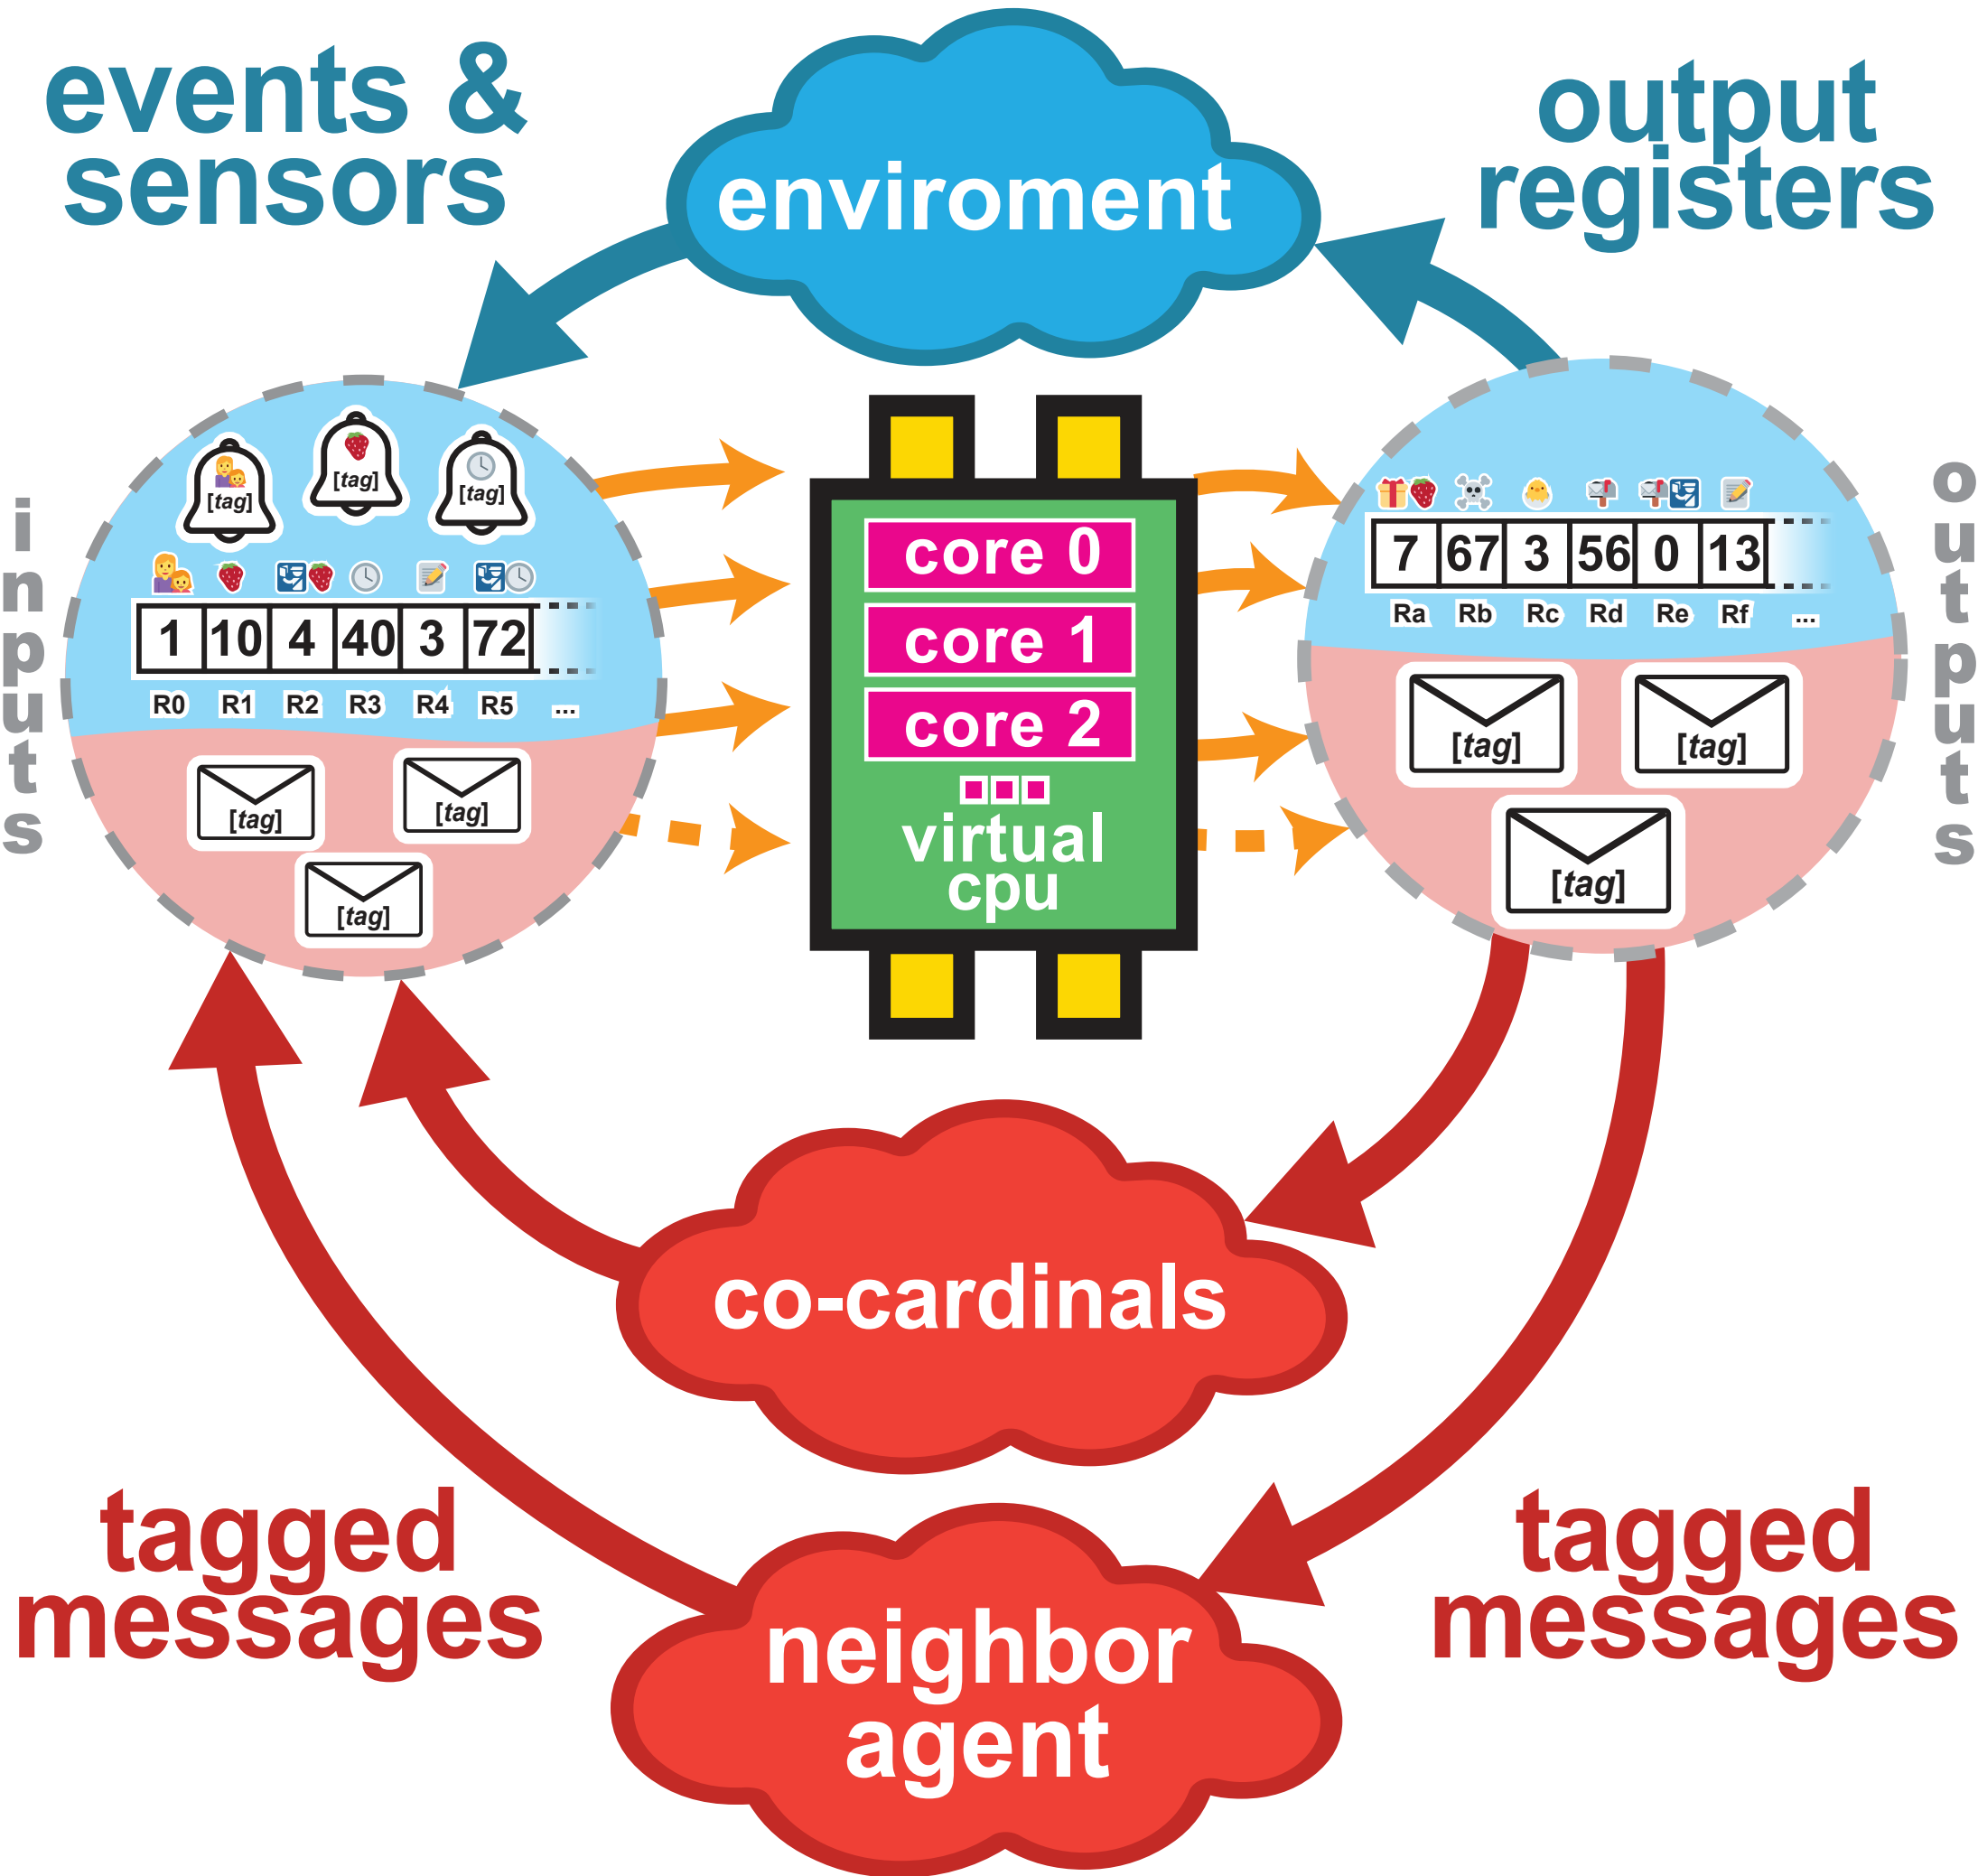 events &
sensors
output
registers
enviroment
inputs
outputs
[tag]
[tag]
[tag]
1 10 4 40 3 72
R0 R1 R2 R3 R4 R5 ...
[tag]
[tag]
[tag]
core 0
core 1
core 2
virtual
cpu
7 67 3 56 0 13
Ra Rb Rc Rd Re Rf ...
[tag]
[tag]
[tag]
co-cardinals
tagged
messages
neighbor
agent
tagged
messages